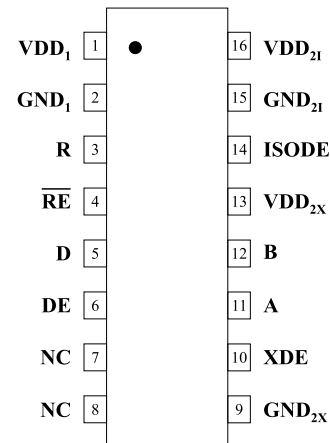 VDD₁ 1 16 VDD₂I
GND₁ 2 15 GND₂I
R 3 14 ISODE
R̅E̅ 4 13 VDD₂X
D 5 12 B
DE 6 11 A
NC 7 10 XDE
NC 8 9 GND₂X